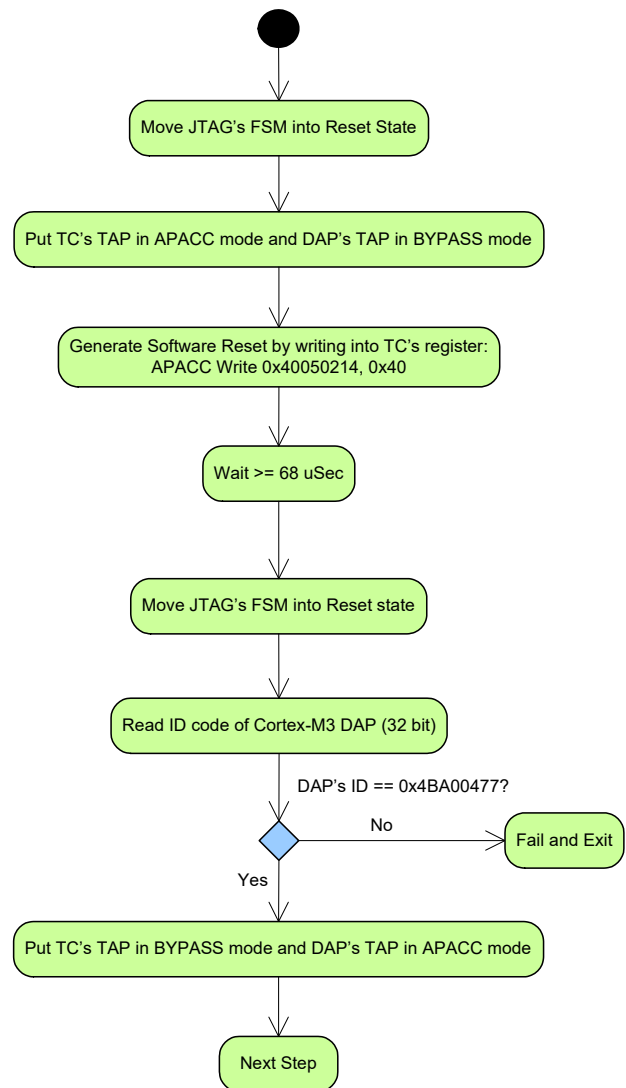 Move JTAG’s FSM into Reset State
Put TC’s TAP in APACC mode and DAP’s TAP in BYPASS mode
Generate Software Reset by writing into TC’s register:
APACC Write 0x40050214, 0x40
Wait >= 68 uSec
Move JTAG’s FSM into Reset state
Read ID code of Cortex-M3 DAP (32 bit)
DAP’s ID == 0x4BA00477?
No
Fail and Exit
Yes
Put TC’s TAP in BYPASS mode and DAP’s TAP in APACC mode
Next Step